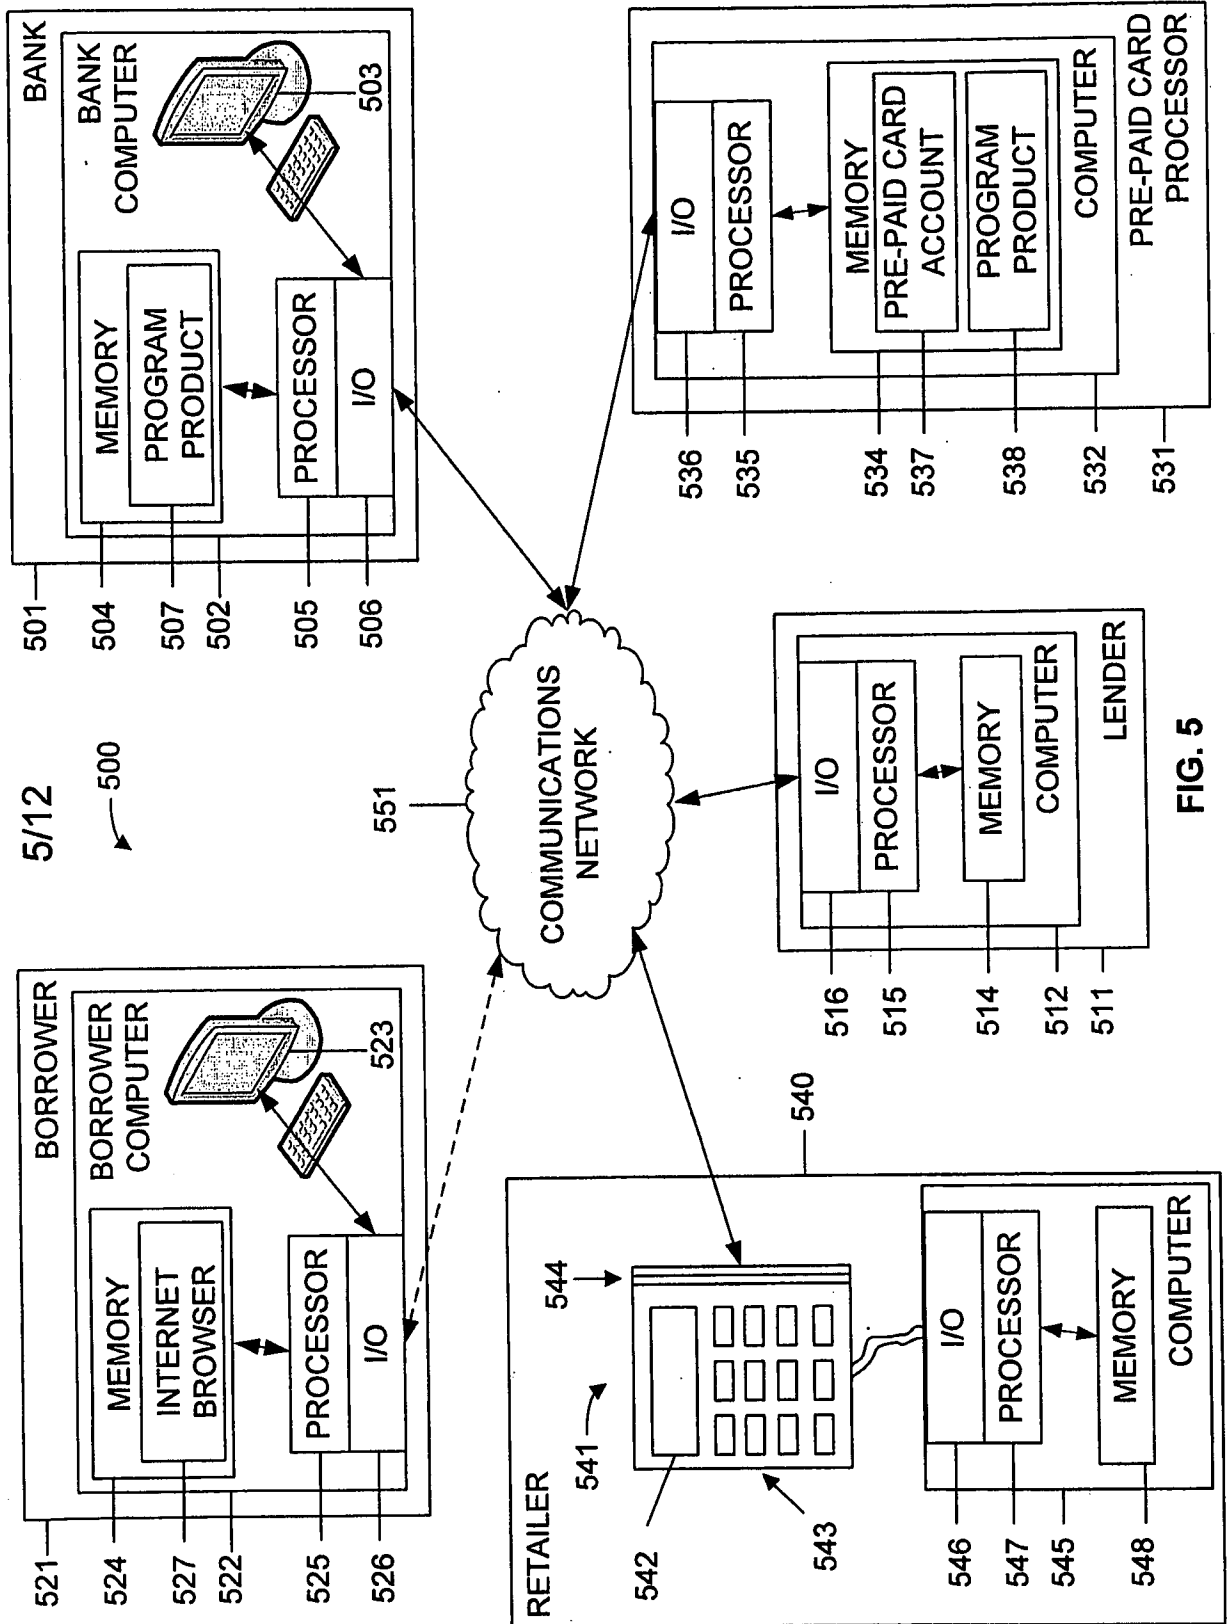 5/12
500
BORROWER
BORROWER
COMPUTER
MEMORY
INTERNET
BROWSER
PROCESSOR
I/O
523
521
524
527
522
525
526
BANK
BANK
COMPUTER
MEMORY
PROGRAM
PRODUCT
PROCESSOR
I/O
503
501
504
507
502
505
506
551
COMMUNICATIONS
NETWORK
RETAILER
540
541
544
542
543
I/O
PROCESSOR
MEMORY
COMPUTER
546
547
545
548
I/O
PROCESSOR
MEMORY
COMPUTER
LENDER
516
515
514
512
511
I/O
PROCESSOR
MEMORY
PRE-PAID CARD
ACCOUNT
PROGRAM
PRODUCT
COMPUTER
PRE-PAID CARD
PROCESSOR
536
535
534
537
538
532
531
FIG. 5